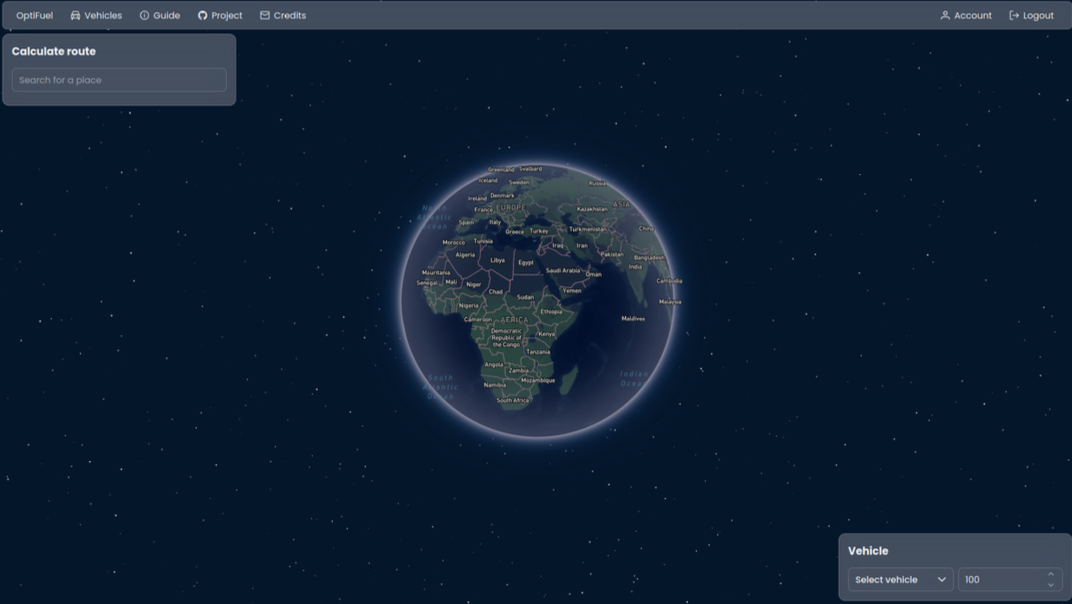 OptiFuel Vehicles Guide Project Credits Account Logout
Calculate route
Search for a place
Greenland Svalbard
Iceland Sweden Russia
Ireland Denmark
North Atlantic Ocean
France EUROPE Kazakhstan ASIA
Spain Italy
Greece Turkey Turkmenistan China
Morocco Tunisia Iraq Iran
Algeria Libya Egypt Pakistan Bangladesh
Saudi Arabia Oman India
Mauritania
Senegal Mali Niger Chad Yemen Cambodia
Sudan Malaysia
Nigeria Ethiopia
Cameroon AFRICA Maldives
Democratic
Republic of
the Congo
Kenya
Tanzania
Angola Zambia
South
Atlantic
Ocean
Indian
Ocean
Namibia Mozambique
South Africa
Vehicle
Select vehicle 100